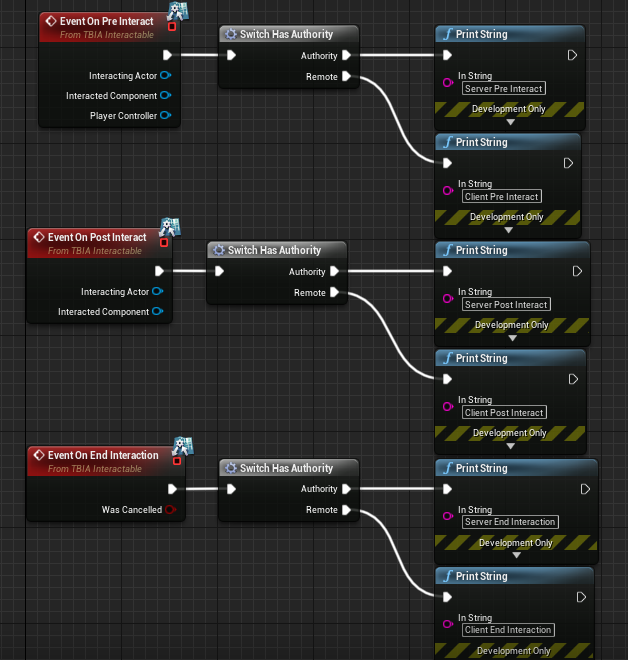 Event On Pre Interact
From TBIA Interactable
Interacting Actor
Interacted Component
Player Controller
Switch Has Authority
Authority
Remote
Print String
In String
Server Pre Interact
Development Only
Print String
In String
Client Pre Interact
Development Only
Event On Post Interact
From TBIA Interactable
Interacting Actor
Interacted Component
Switch Has Authority
Authority
Remote
Print String
In String
Server Post Interact
Development Only
Print String
In String
Client Post Interact
Development Only
Event On End Interaction
From TBIA Interactable
Was Cancelled
Switch Has Authority
Authority
Remote
Print String
In String
Server End Interaction
Development Only
Print String
In String
Client End Interaction
Development Only